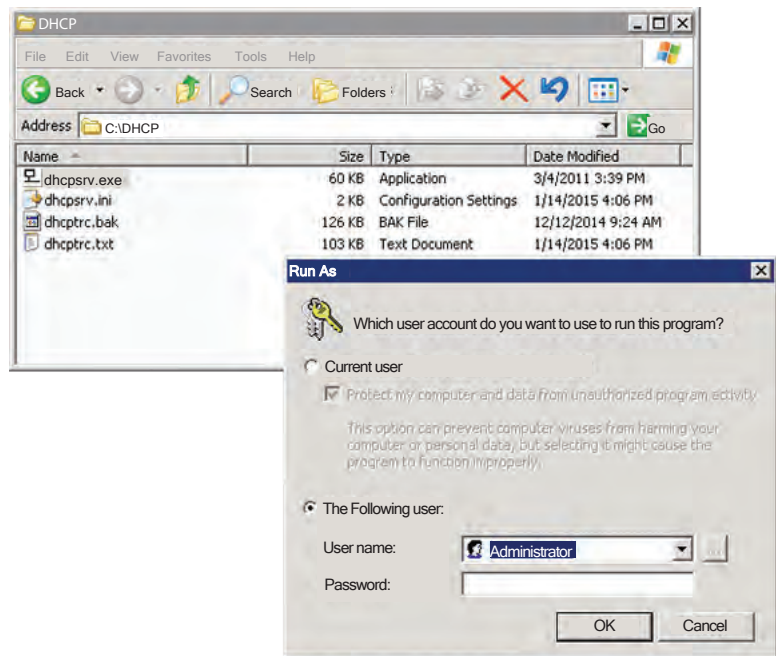 DHCP
File Edit View Favorites Tools Help
Back Search Folders
Address C:\DHCP Go
Name Size Type Date Modified
dhcpsrv.exe 60 KB Application 3/4/2011 3:39 PM
dhcpsrv.ini 2 KB Configuration Settings 1/14/2015 4:06 PM
dhcptrc.bak 126 KB BAK File 12/12/2014 9:24 AM
dhcptrc.txt 103 KB Text Document 1/14/2015 4:06 PM
Run As
Which user account do you want to use to run this program?
Current user
Protect my computer and data from unauthorized program activity
This option can prevent computer viruses from harming your
computer or personal data, but selecting it might cause the
program to function improperly.
The Following user:
User name: Administrator ...
Password:
OK Cancel